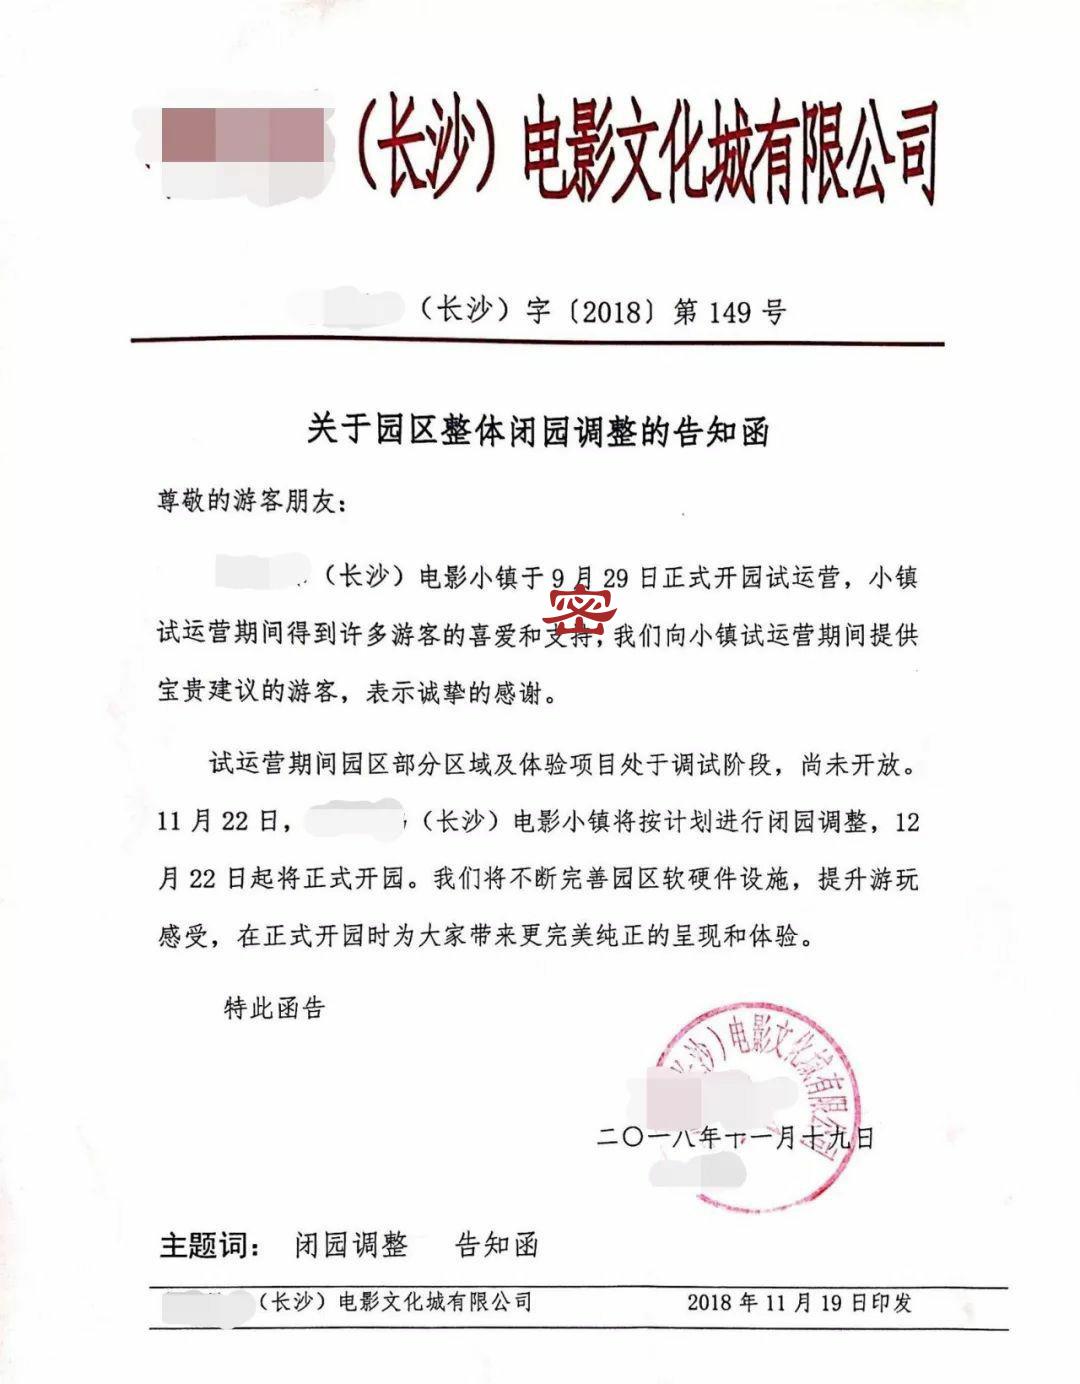 （长沙）电影文化城有限公司
（长沙）字〔2018〕第 149 号
关于园区整体闭园调整的告知函
尊敬的游客朋友：
（长沙）电影小镇于 9 月 29 日正式开园试运营，小镇
试运营期间得到许多游客的喜爱和支持，我们向小镇试运营期间提供
宝贵建议的游客，表示诚挚的感谢。
密
试运营期间园区部分区域及体验项目处于调试阶段，尚未开放。
11 月 22 日，（长沙）电影小镇将按计划进行闭园调整，12
月 22 日起将正式开园。我们将不断完善园区软硬件设施，提升游玩
感受，在正式开园时为大家带来更完美纯正的呈现和体验。
特此函告
长沙）电影文化城有限公司
二〇一八年十一月十九日
主题词： 闭园调整 告知函
（长沙）电影文化城有限公司 2018 年 11 月 19 日印发